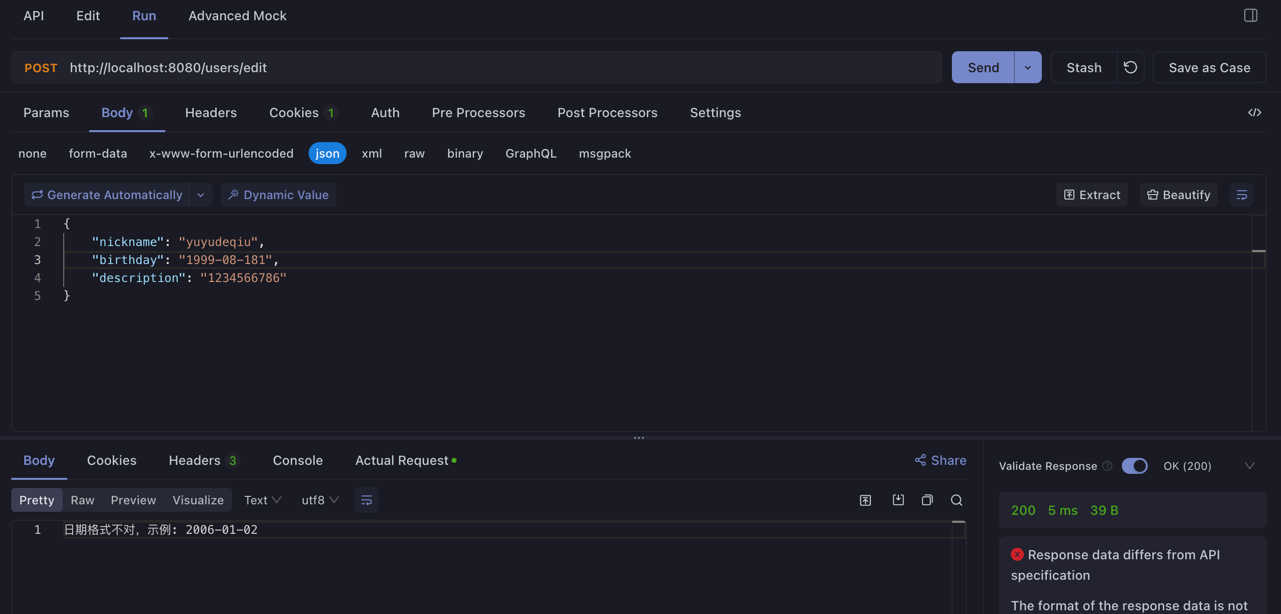 API Edit Run Advanced Mock
POST http://localhost:8080/users/edit Send Stash Save as Case
Params Body 1 Headers Cookies 1 Auth Pre Processors Post Processors Settings
none form-data x-www-form-urlencoded json xml raw binary GraphQL msgpack
Generate Automatically Dynamic Value Extract Beautify
1 {
2 "nickname": "yuyudeqiu",
3 "birthday": "1999-08-181",
4 "description": "1234566786"
5 }
Body Cookies Headers 3 Console Actual Request Share
Pretty Raw Preview Visualize Text utf8
1 日期格式不对，示例: 2006-01-02
Validate Response ? OK (200)
200 5 ms 39 B
Response data differs from API
specification
The format of the response data is not